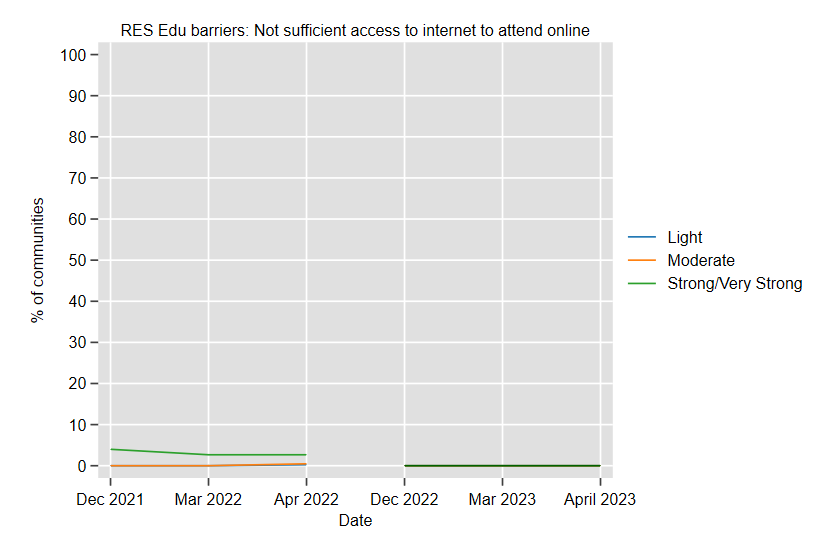 RES Edu barriers: Not sufficient access to internet to attend online
100
90
80
70
60
50
40
30
20
10
0
% of communities
Dec 2021 Mar 2022 Apr 2022 Dec 2022 Mar 2023 April 2023
Date
Light
Moderate
Strong/Very Strong